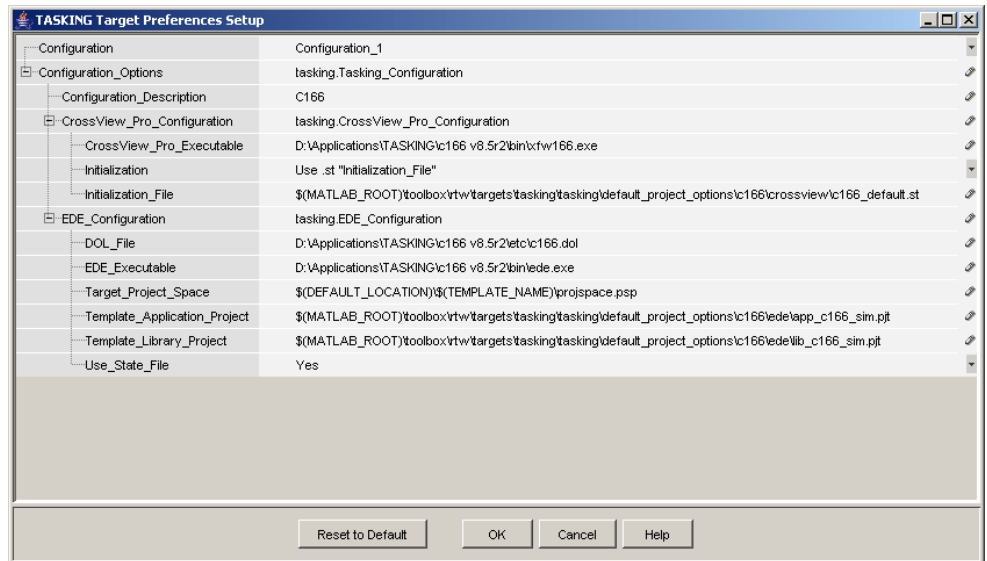 TASKING Target Preferences Setup
Configuration Configuration_1
Configuration_Options tasking.Tasking_Configuration
Configuration_Description C166
CrossView_Pro_Configuration tasking.CrossView_Pro_Configuration
CrossView_Pro_Executable D:\Applications\TASKING\c166 v8.5r2\bin\xfw166.exe
Initialization Use .st "Initialization_File"
Initialization_File $(MATLAB_ROOT)\toolbox\rtw\targets\tasking\tasking\default_project_options\c166\crossview\c166_default.st
EDE_Configuration tasking.EDE_Configuration
DOL_File D:\Applications\TASKING\c166 v8.5r2\etc\c166.dol
EDE_Executable D:\Applications\TASKING\c166 v8.5r2\bin\ede.exe
Target_Project_Space $(DEFAULT_LOCATION)\$(TEMPLATE_NAME)\projspace.psp
Template_Application_Project $(MATLAB_ROOT)\toolbox\rtw\targets\tasking\tasking\default_project_options\c166\ede\app_c166_sim.pjt
Template_Library_Project $(MATLAB_ROOT)\toolbox\rtw\targets\tasking\tasking\default_project_options\c166\ede\lib_c166_sim.pjt
Use_State_File Yes
Reset to Default OK Cancel Help